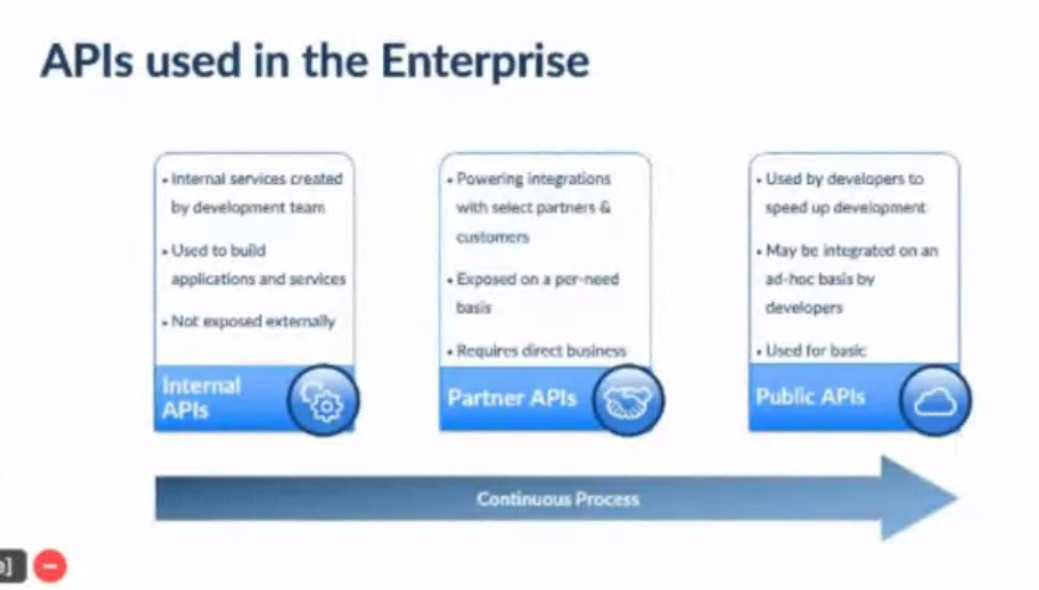 APIs used in the Enterprise
• Internal services created
by development team
• Used to build
applications and services
• Not exposed externally
Internal
APIs
• Powering integrations
with select partners &
customers
• Exposed on a per-need
basis
• Requires direct business
Partner APIs
• Used by developers to
speed up development
• May be integrated on an
ad-hoc basis by
developers
• Used for basic
Public APIs
Continuous Process
e]